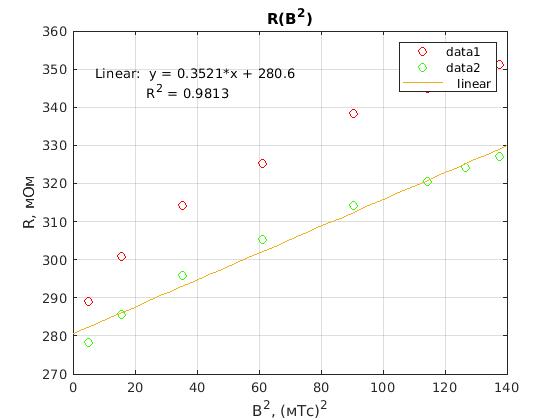 R(B²)
360
350
340
330
320
310
300
290
280
270
R, мОм
Linear: y = 0.3521*x + 280.6
R² = 0.9813
data1
data2
linear
0
20
40
60
80
100
120
140
B², (мТс)²